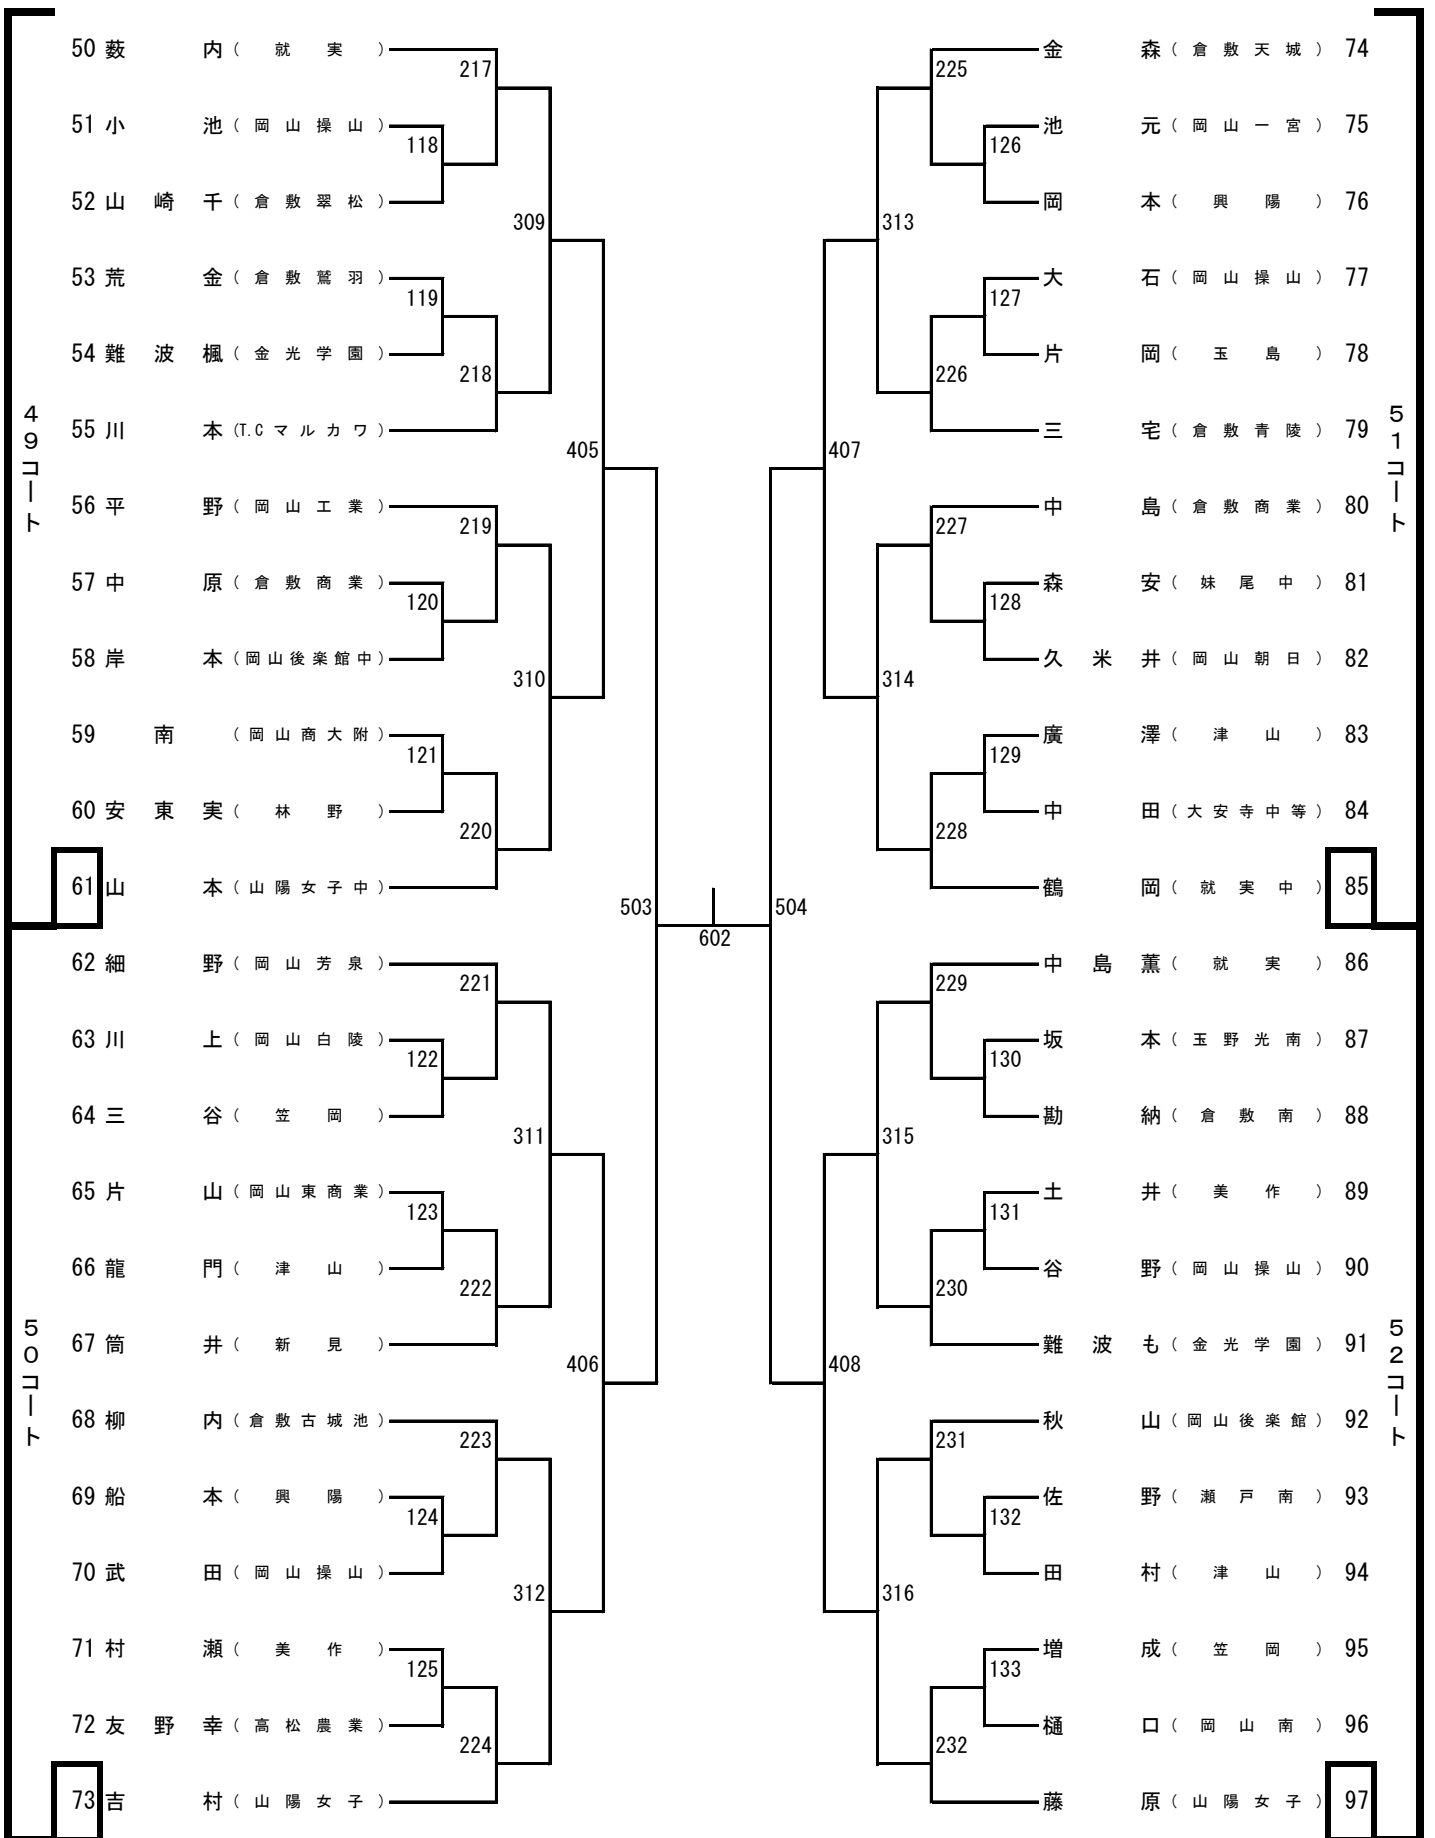 50 薮内（就実）
217
51 小池（岡山操山）
118
52 山崎千（倉敷翠松）
309
53 荒金（倉敷鷲羽）
119
54 難波楓（金光学園）
218
55 川本(T.Cマルカワ)
405
56 平野（岡山工業）
219
57 中原（倉敷商業）
120
58 岸本（岡山後楽館中）
310
59 南（岡山商大附）
121
60 安東実（林野）
220
61 山本（山陽女子中）
49コート
503
62 細野（岡山芳泉）
221
63 川上（岡山白陵）
122
64 三谷（笠岡）
311
65 片山（岡山東商業）
123
66 龍門（津山）
222
67 筒井（新見）
406
68 柳内（倉敷古城池）
223
69 船本（興陽）
124
70 武田（岡山操山）
312
71 村瀬（美作）
125
72 友野幸（高松農業）
224
73 吉村（山陽女子）
50コート
602
金森（倉敷天城） 74
225
池元（岡山一宮） 75
126
岡本（興陽） 76
313
大石（岡山操山） 77
127
片岡（玉島） 78
226
三宅（倉敷青陵） 79
407
中島（倉敷商業） 80
227
森安（妹尾中） 81
128
久米井（岡山朝日） 82
314
廣澤（津山） 83
129
中田（大安寺中等） 84
228
鶴岡（就実中） 85
51コート
504
中島薫（就実） 86
229
坂本（玉野光南） 87
130
勘納（倉敷南） 88
315
土井（美作） 89
131
谷野（岡山操山） 90
230
難波も（金光学園） 91
408
秋山（岡山後楽館） 92
231
佐野（瀬戸南） 93
132
田村（津山） 94
316
増成（笠岡） 95
133
樋口（岡山南） 96
232
藤原（山陽女子） 97
52コート